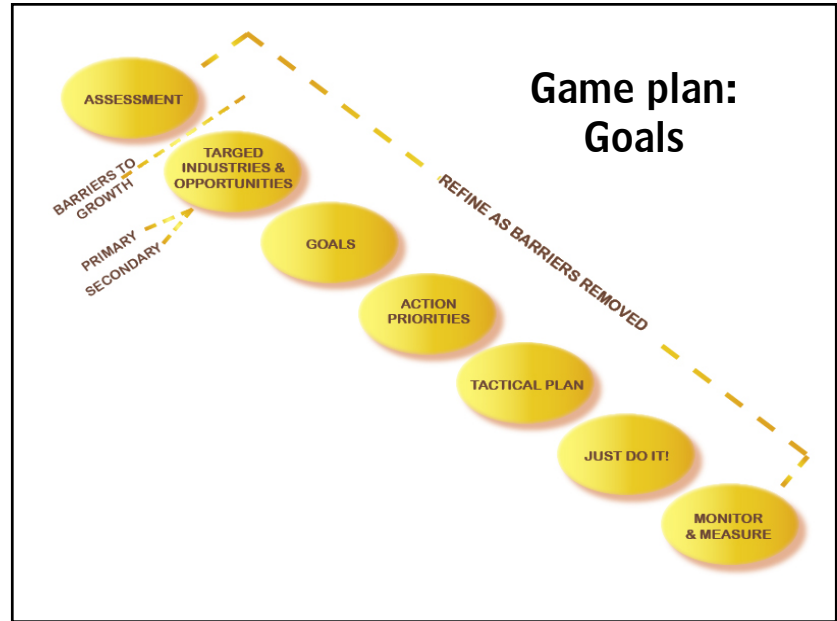 Game plan:
Goals
ASSESSMENT
BARRIERS TO
GROWTH
TARGED
INDUSTRIES &
OPPORTUNITIES
PRIMARY
SECONDARY
GOALS
REFINE AS BARRIERS REMOVED
ACTION
PRIORITIES
TACTICAL PLAN
JUST DO IT!
MONITOR
& MEASURE